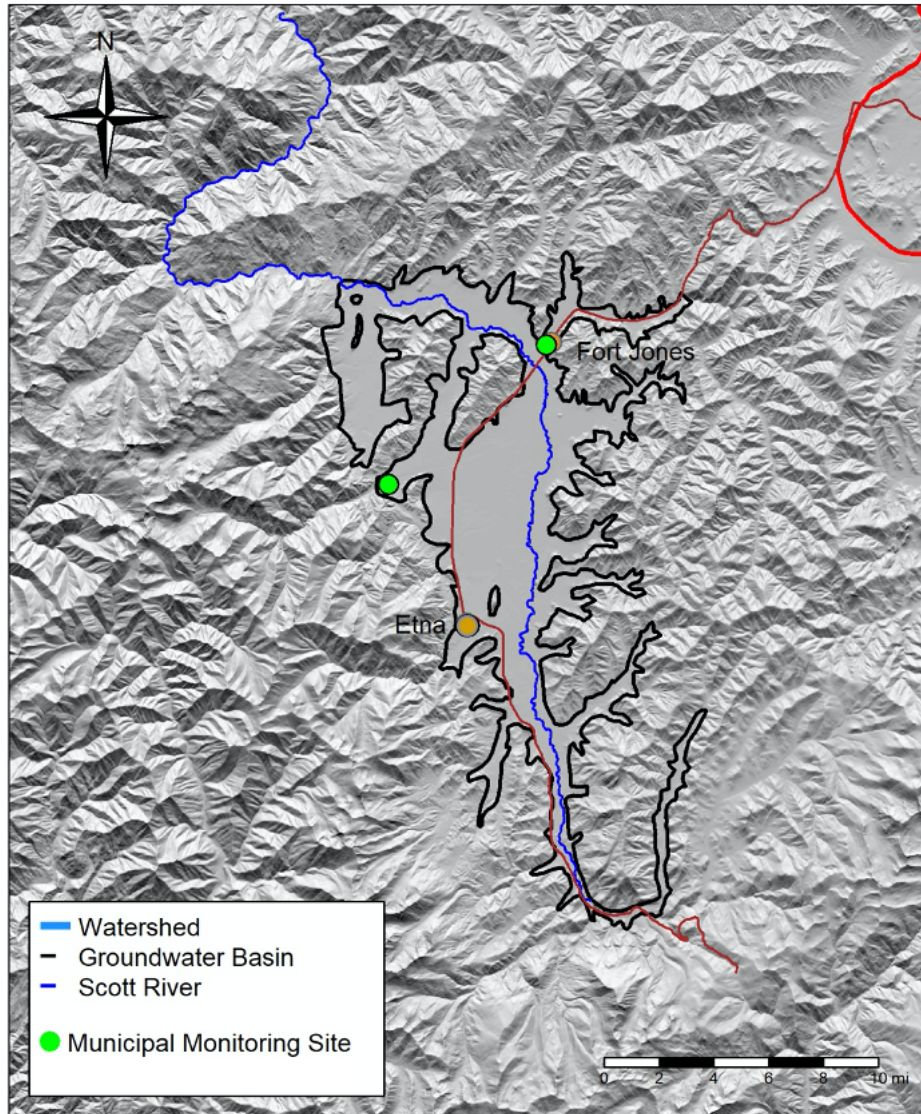 N
Fort Jones
Etna
Watershed
Groundwater Basin
Scott River
Municipal Monitoring Site
0 2 4 6 8 10 mi